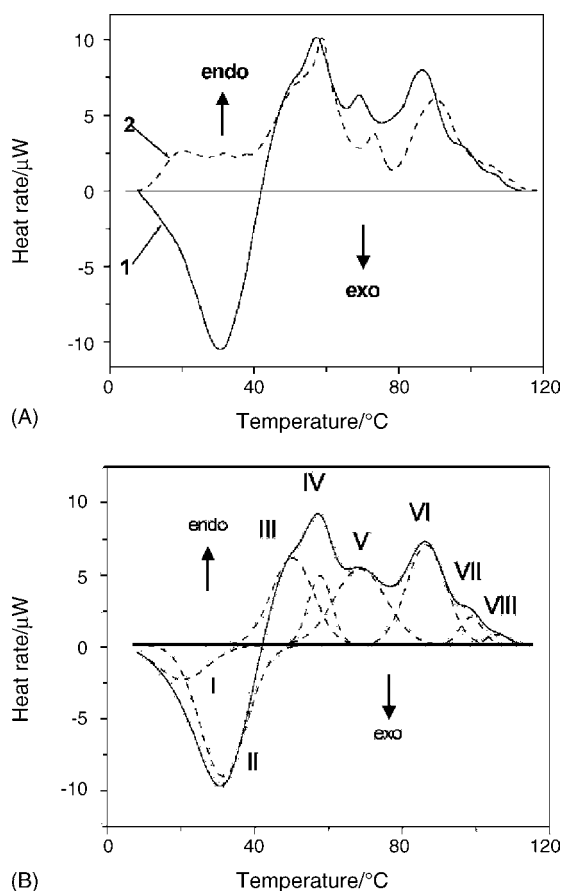 10
endo
5
2
0
1
-5
exo
-10
Heat rate/μW
0
40
80
120
(A)
Temperature/°C
IV
10
endo
III
V
VI
VII
VIII
5
0
I
-5
exo
II
-10
Heat rate/μW
0
40
80
120
(B)
Temperature/°C